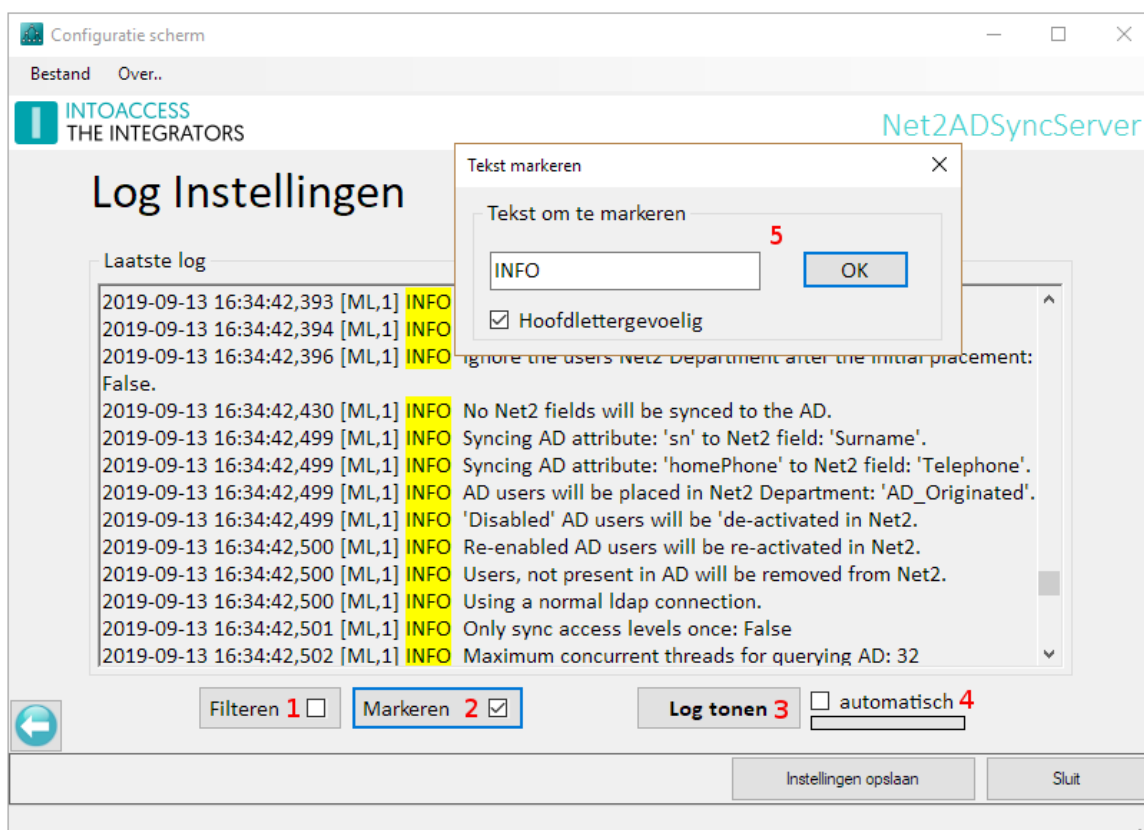 Configuratie scherm
Bestand Over..
INTOACCESS
THE INTEGRATORS
Net2ADSyncServer
Log Instellingen
Tekst markeren
Tekst om te markeren
5
INFO
OK
Hoofdlettergevoelig
Laatste log
2019-09-13 16:34:42,393 [ML,1] INFO
2019-09-13 16:34:42,394 [ML,1] INFO
2019-09-13 16:34:42,396 [ML,1] INFO Ignore the users Net2 Department after the initial placement:
False.
2019-09-13 16:34:42,430 [ML,1] INFO No Net2 fields will be synced to the AD.
2019-09-13 16:34:42,499 [ML,1] INFO Syncing AD attribute: 'sn' to Net2 field: 'Surname'.
2019-09-13 16:34:42,499 [ML,1] INFO Syncing AD attribute: 'homePhone' to Net2 field: 'Telephone'.
2019-09-13 16:34:42,499 [ML,1] INFO AD users will be placed in Net2 Department: 'AD_Originated'.
2019-09-13 16:34:42,499 [ML,1] INFO 'Disabled' AD users will be 'de-activated in Net2.
2019-09-13 16:34:42,500 [ML,1] INFO Re-enabled AD users will be re-activated in Net2.
2019-09-13 16:34:42,500 [ML,1] INFO Users, not present in AD will be removed from Net2.
2019-09-13 16:34:42,500 [ML,1] INFO Using a normal ldap connection.
2019-09-13 16:34:42,501 [ML,1] INFO Only sync access levels once: False
2019-09-13 16:34:42,502 [ML,1] INFO Maximum concurrent threads for querying AD: 32
Filteren 1 Markeren 2 Log tonen 3 automatisch 4
Instellingen opslaan Sluit